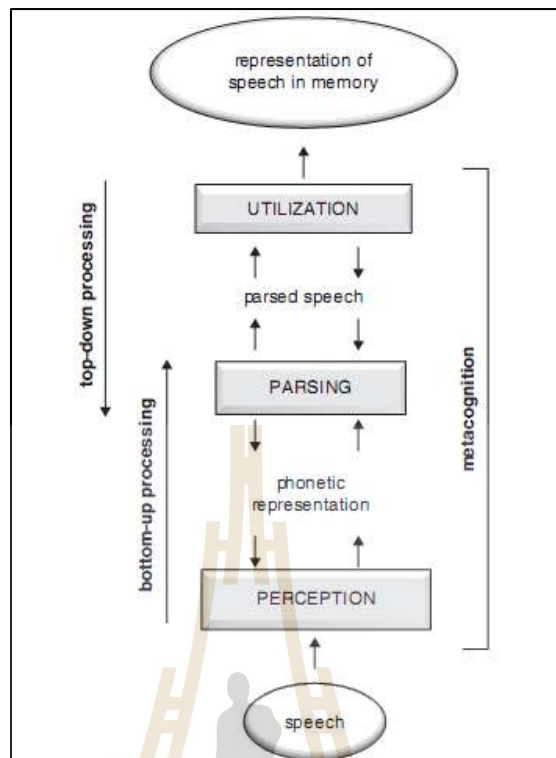 representation of
speech in memory
UTILIZATION
top-down processing
parsed speech
PARSING
metacognition
bottom-up processing
phonetic
representation
PERCEPTION
speech